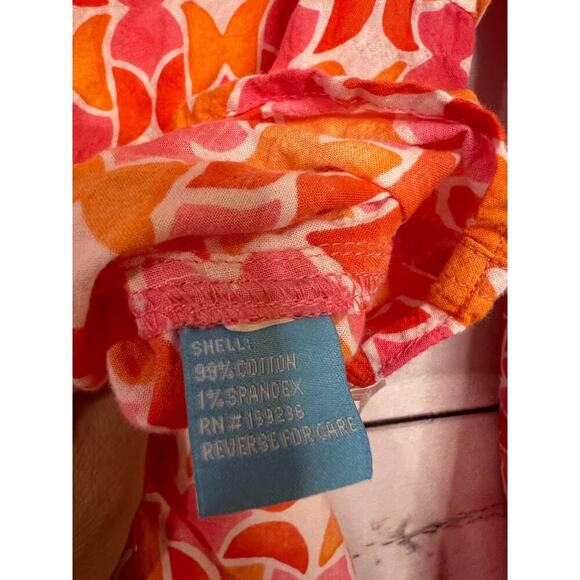 SHELL:
99% COTTON
1% SPANDEX
RN# 159236
REVERSE FOR CARE